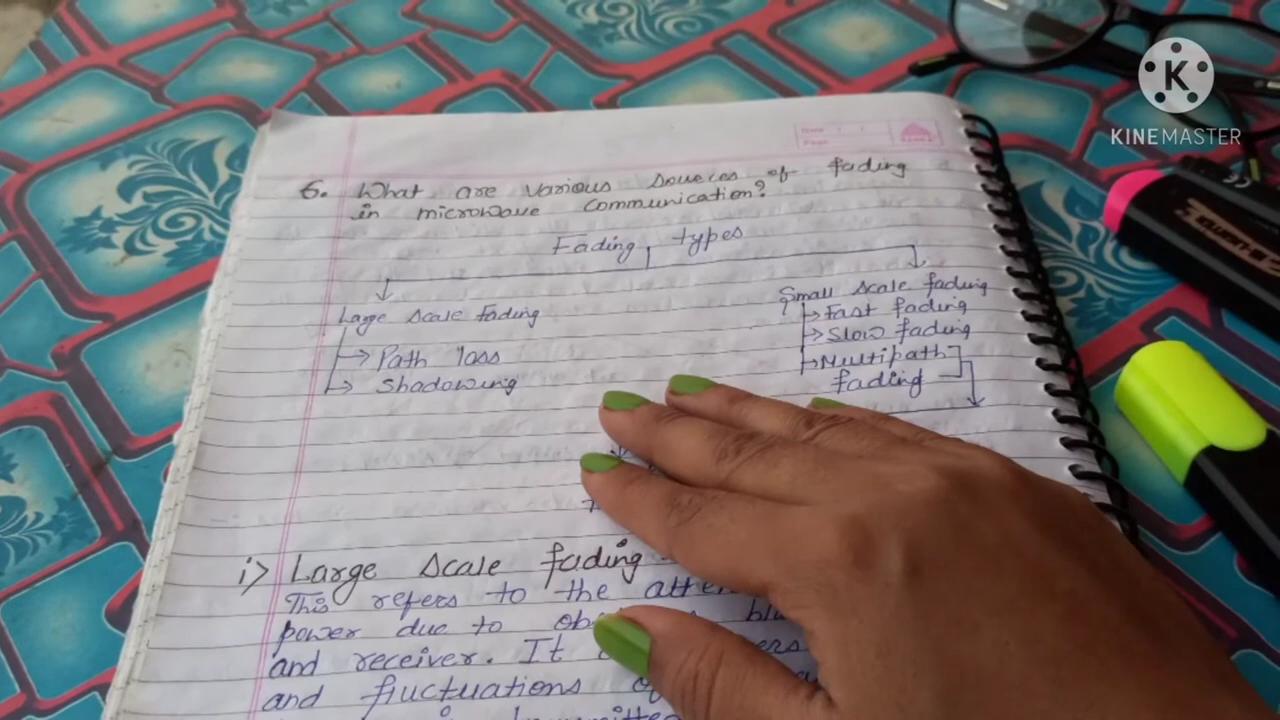 K
KINEMASTER
6. What are various sources of fading
in microwave communication?
Fading types
Large scale fading
Path loss
Shadowing
Small scale fading
Fast fading
Slow fading
Multipath
fading
i) Large scale fading
This refers to the
power due to
and receiver. It
and fluctuations